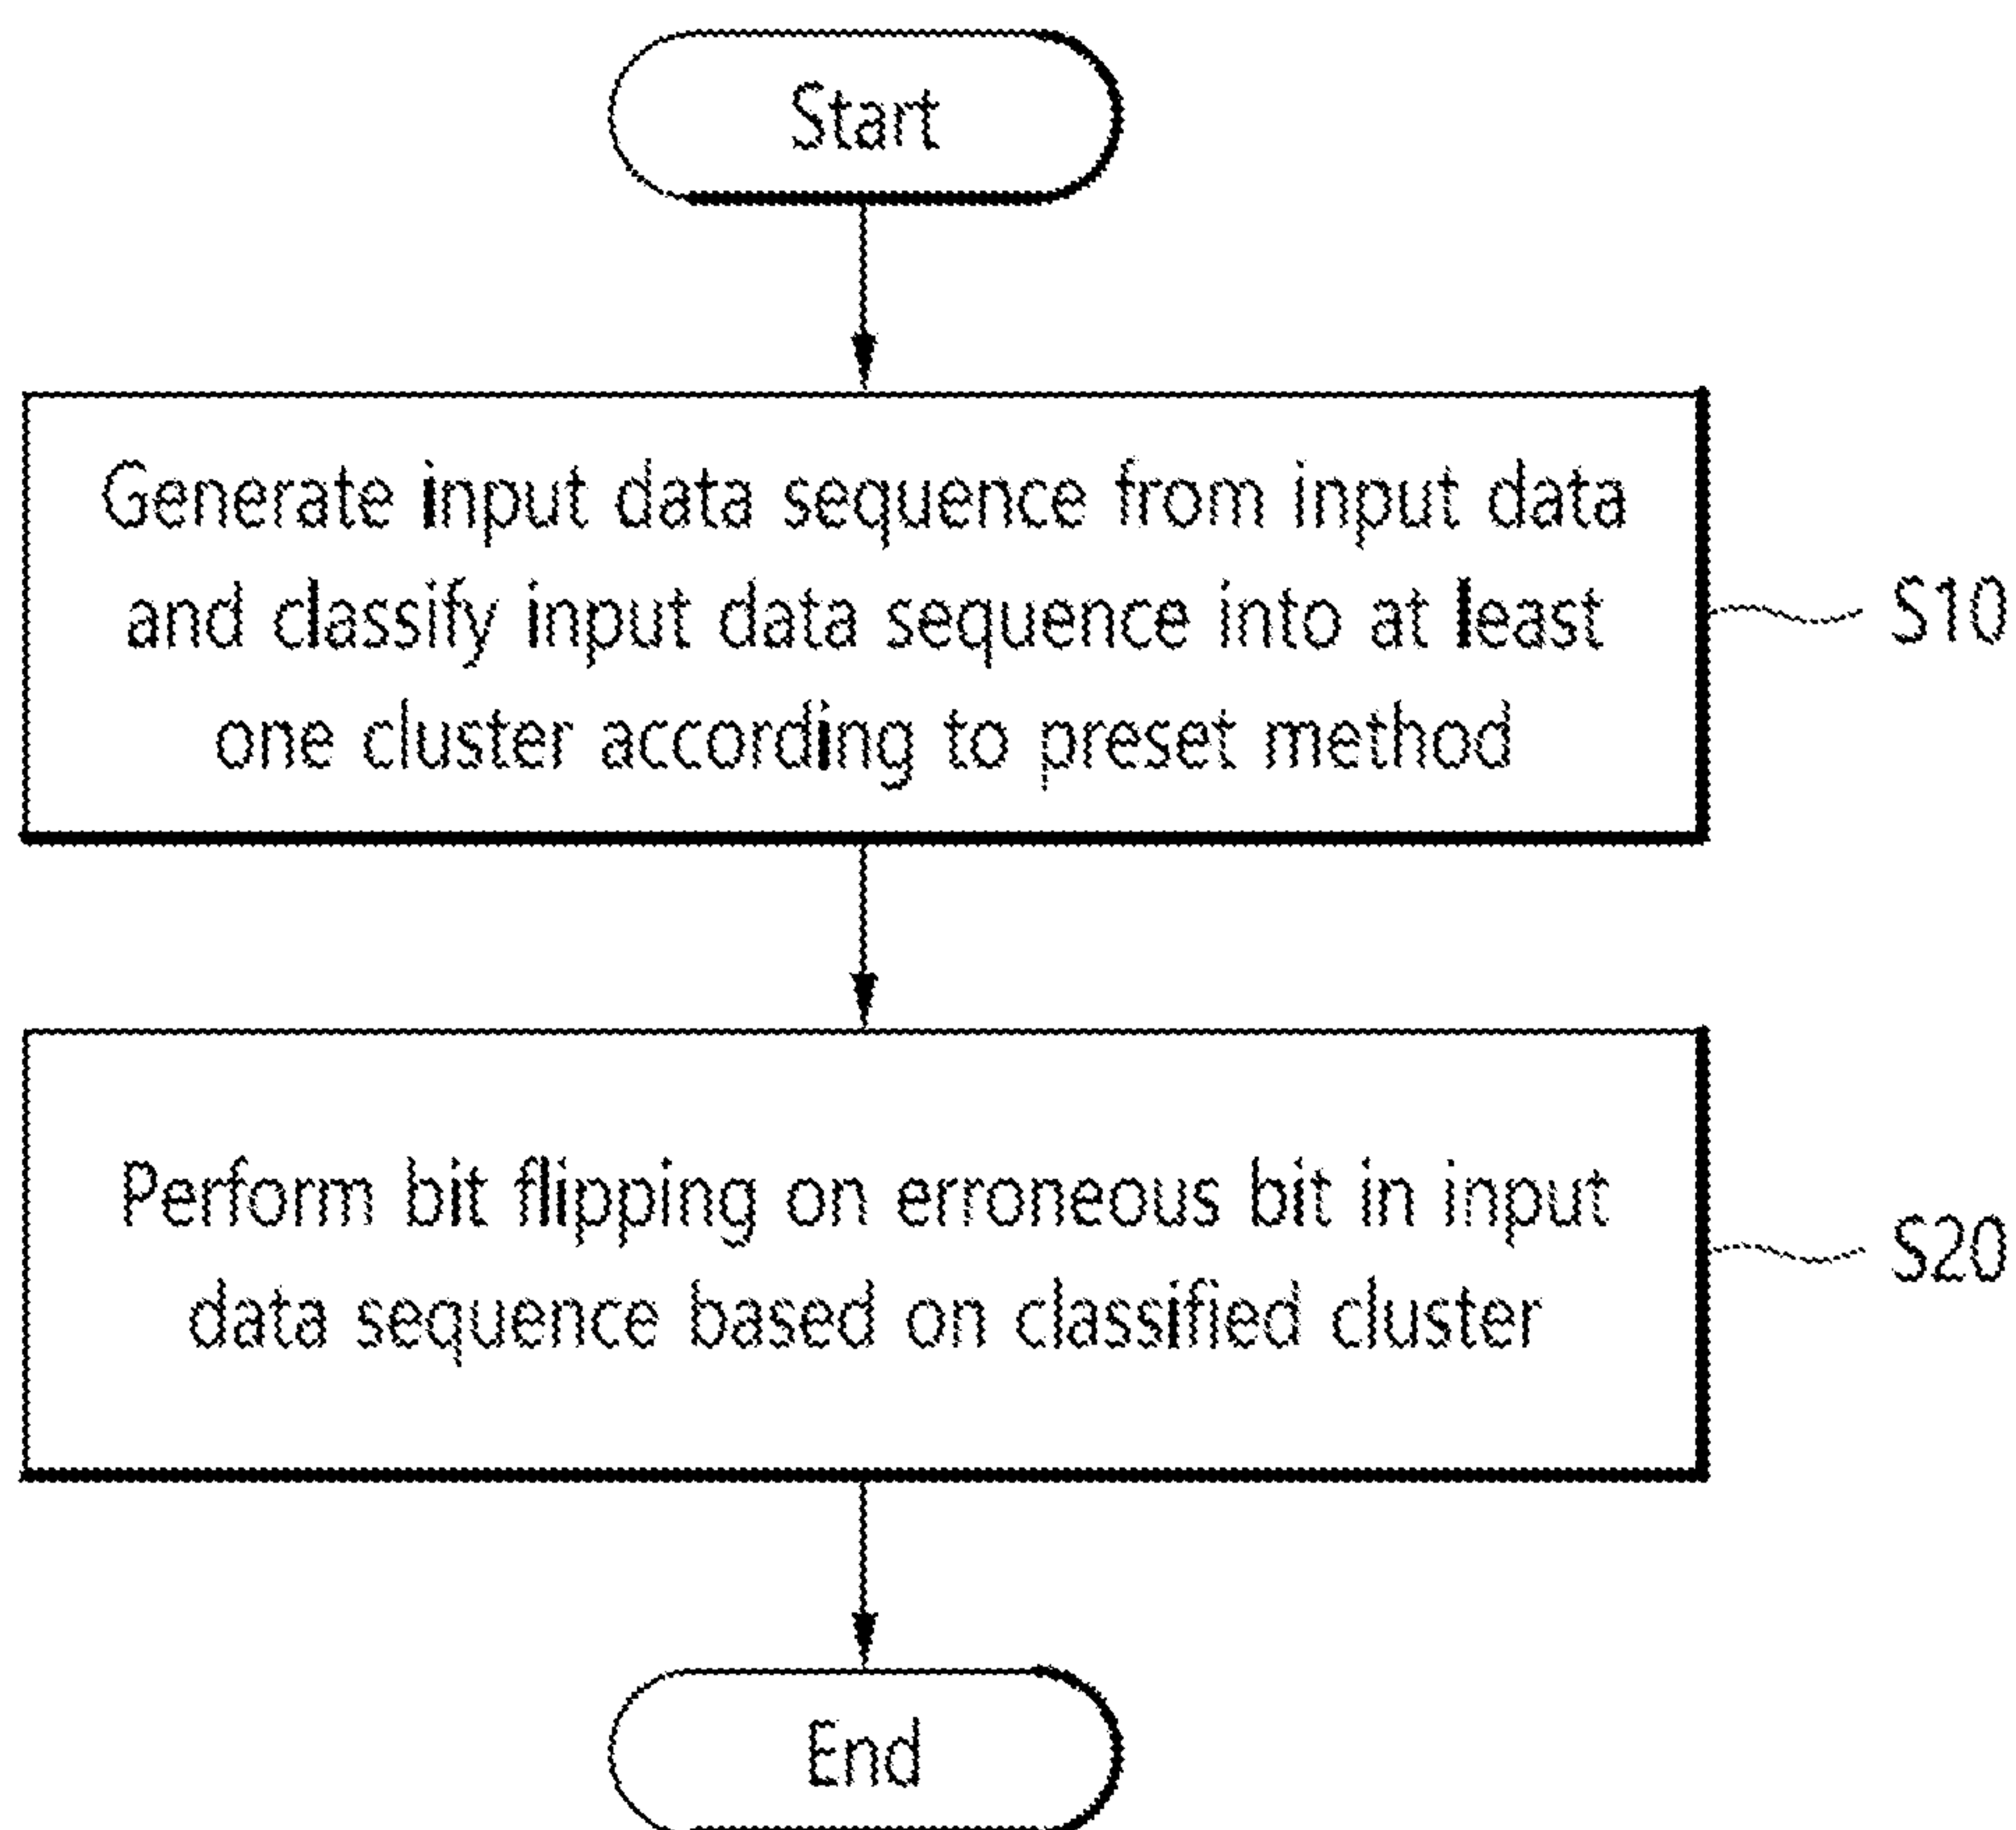 Start
Generate input data sequence from input data
and classify input data sequence into at least
one cluster according to preset method
S10
Perform bit flipping on erroneous bit in input
data sequence based on classified cluster
S20
End